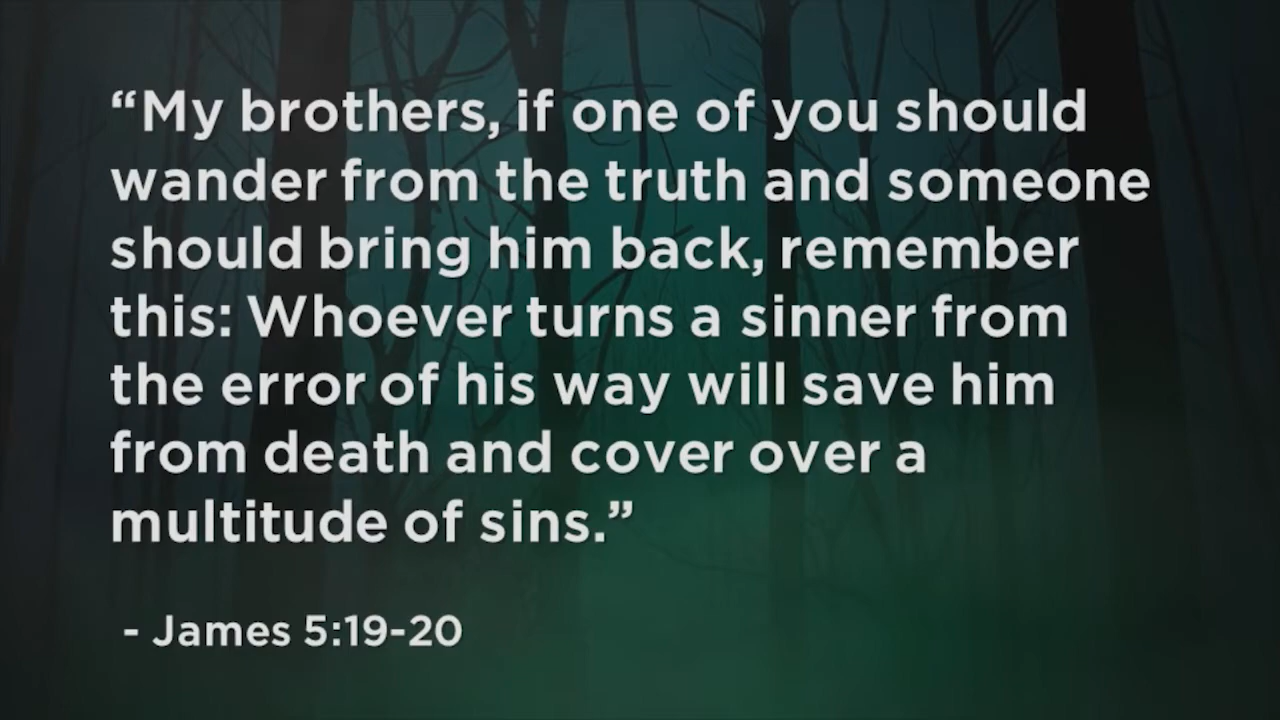 “My brothers, if one of you should
wander from the truth and someone
should bring him back, remember
this: Whoever turns a sinner from
the error of his way will save him
from death and cover over a
multitude of sins.”
- James 5:19-20